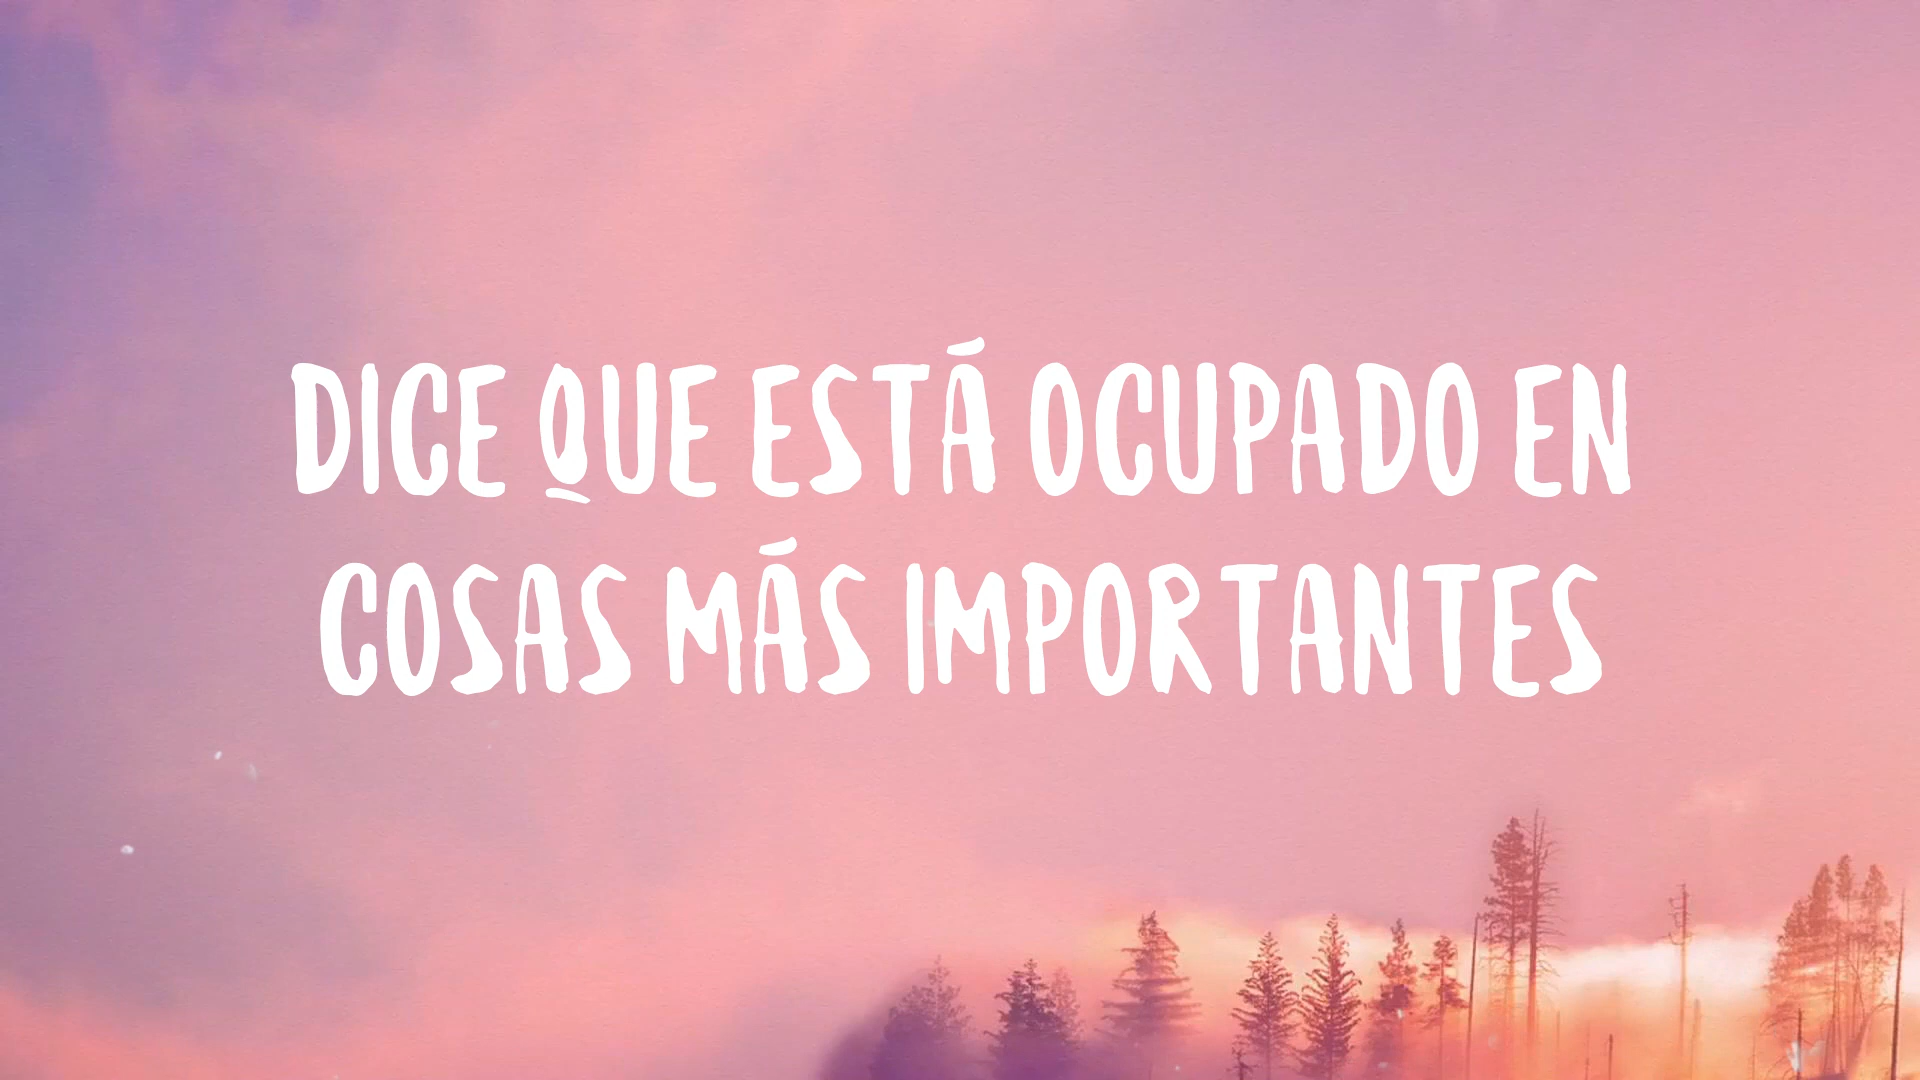 DICE QUE ESTÁ OCUPADO EN
COSAS MÁS IMPORTANTES